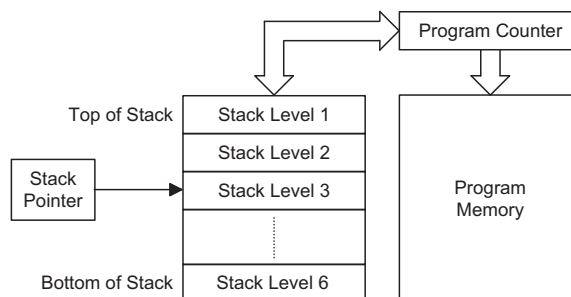 Program Counter
Top of Stack
Stack Level 1
Stack Level 2
Stack
Pointer
Stack Level 3
Program
Memory
Bottom of Stack
Stack Level 6